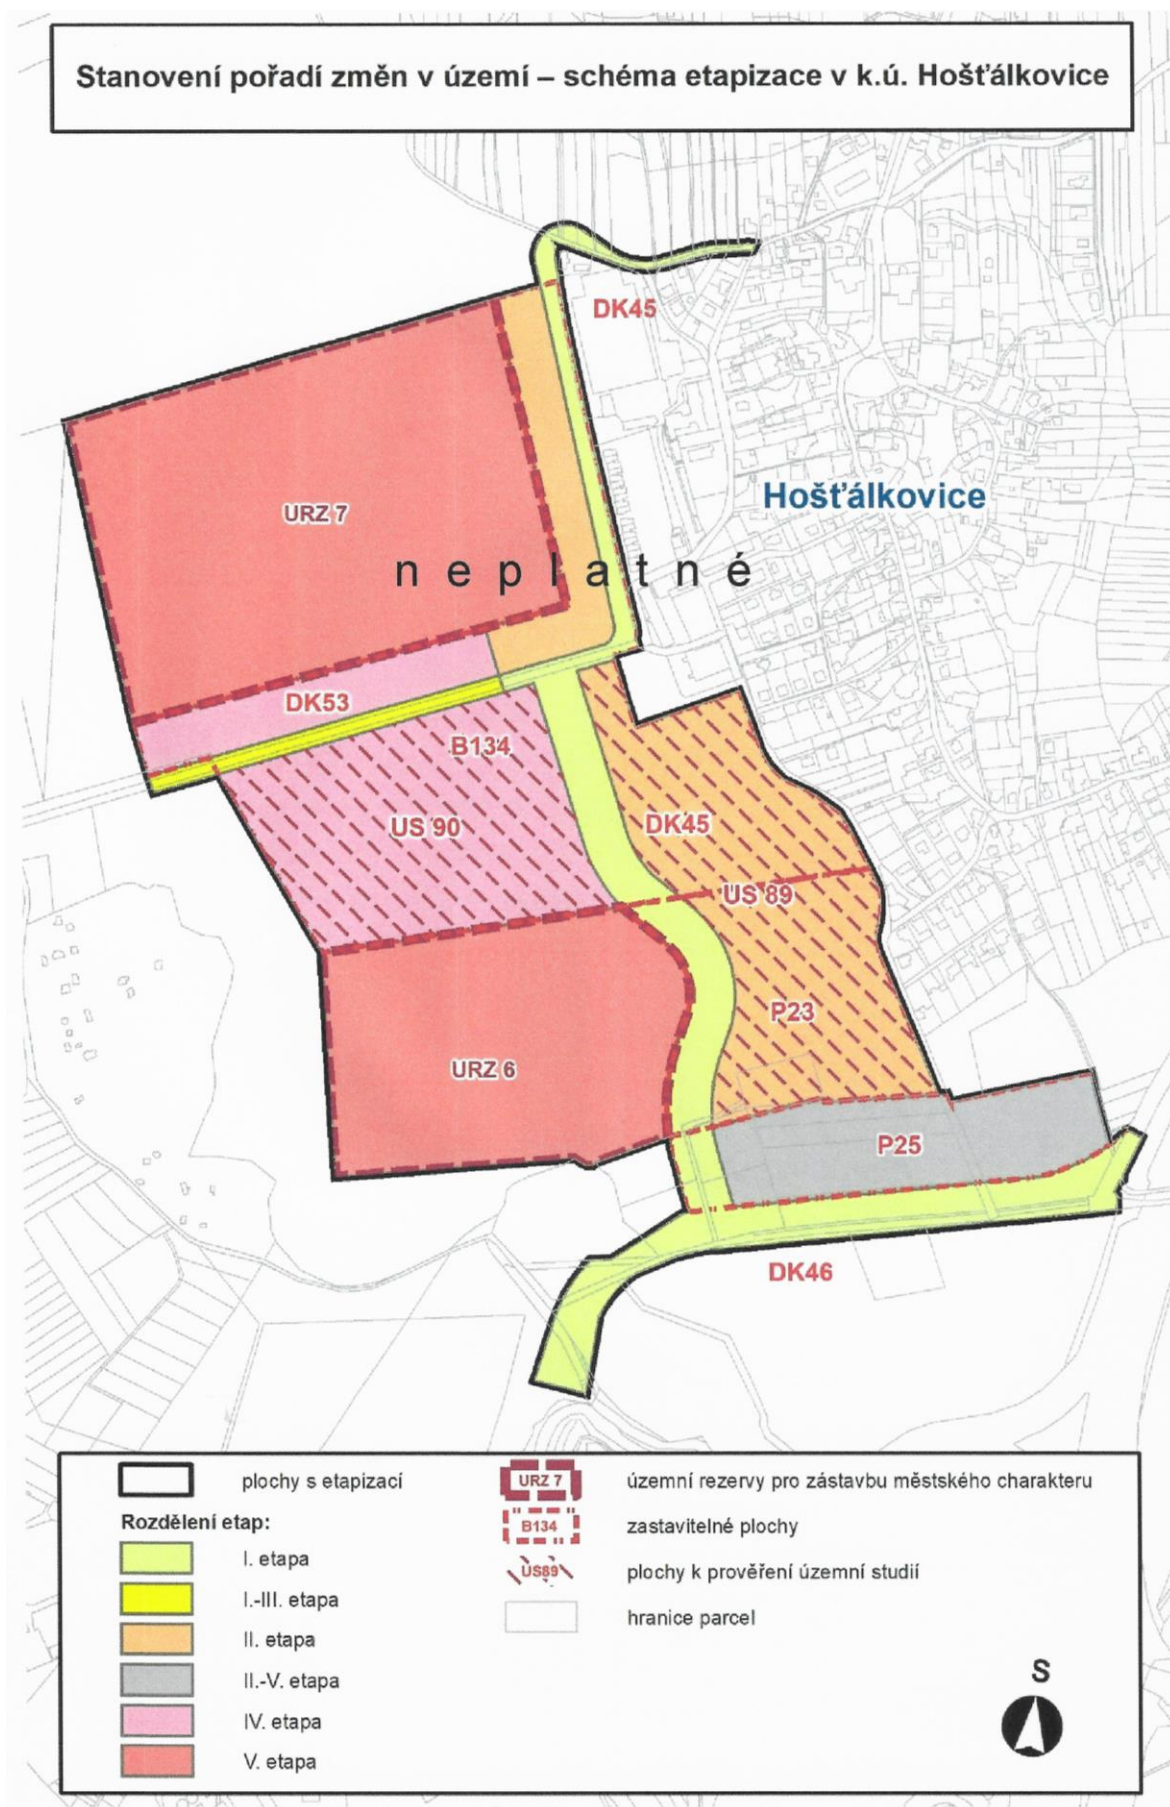 Stanovení pořadí změn v území – schéma etapizace v k.ú. Hošťálkovice
DK45
URZ 7
Hošťálkovice
neplatné
DK53
B134
US 90
DK45
US 89
P23
URZ 6
P25
DK46
plochy s etapizací
Rozdělení etap:
I. etapa
I.-III. etapa
II. etapa
II.-V. etapa
IV. etapa
V. etapa
URZ 7 územní rezervy pro zástavbu městského charakteru
B134 zastavitelné plochy
US89 plochy k prověření územní studií
hranice parcel
S